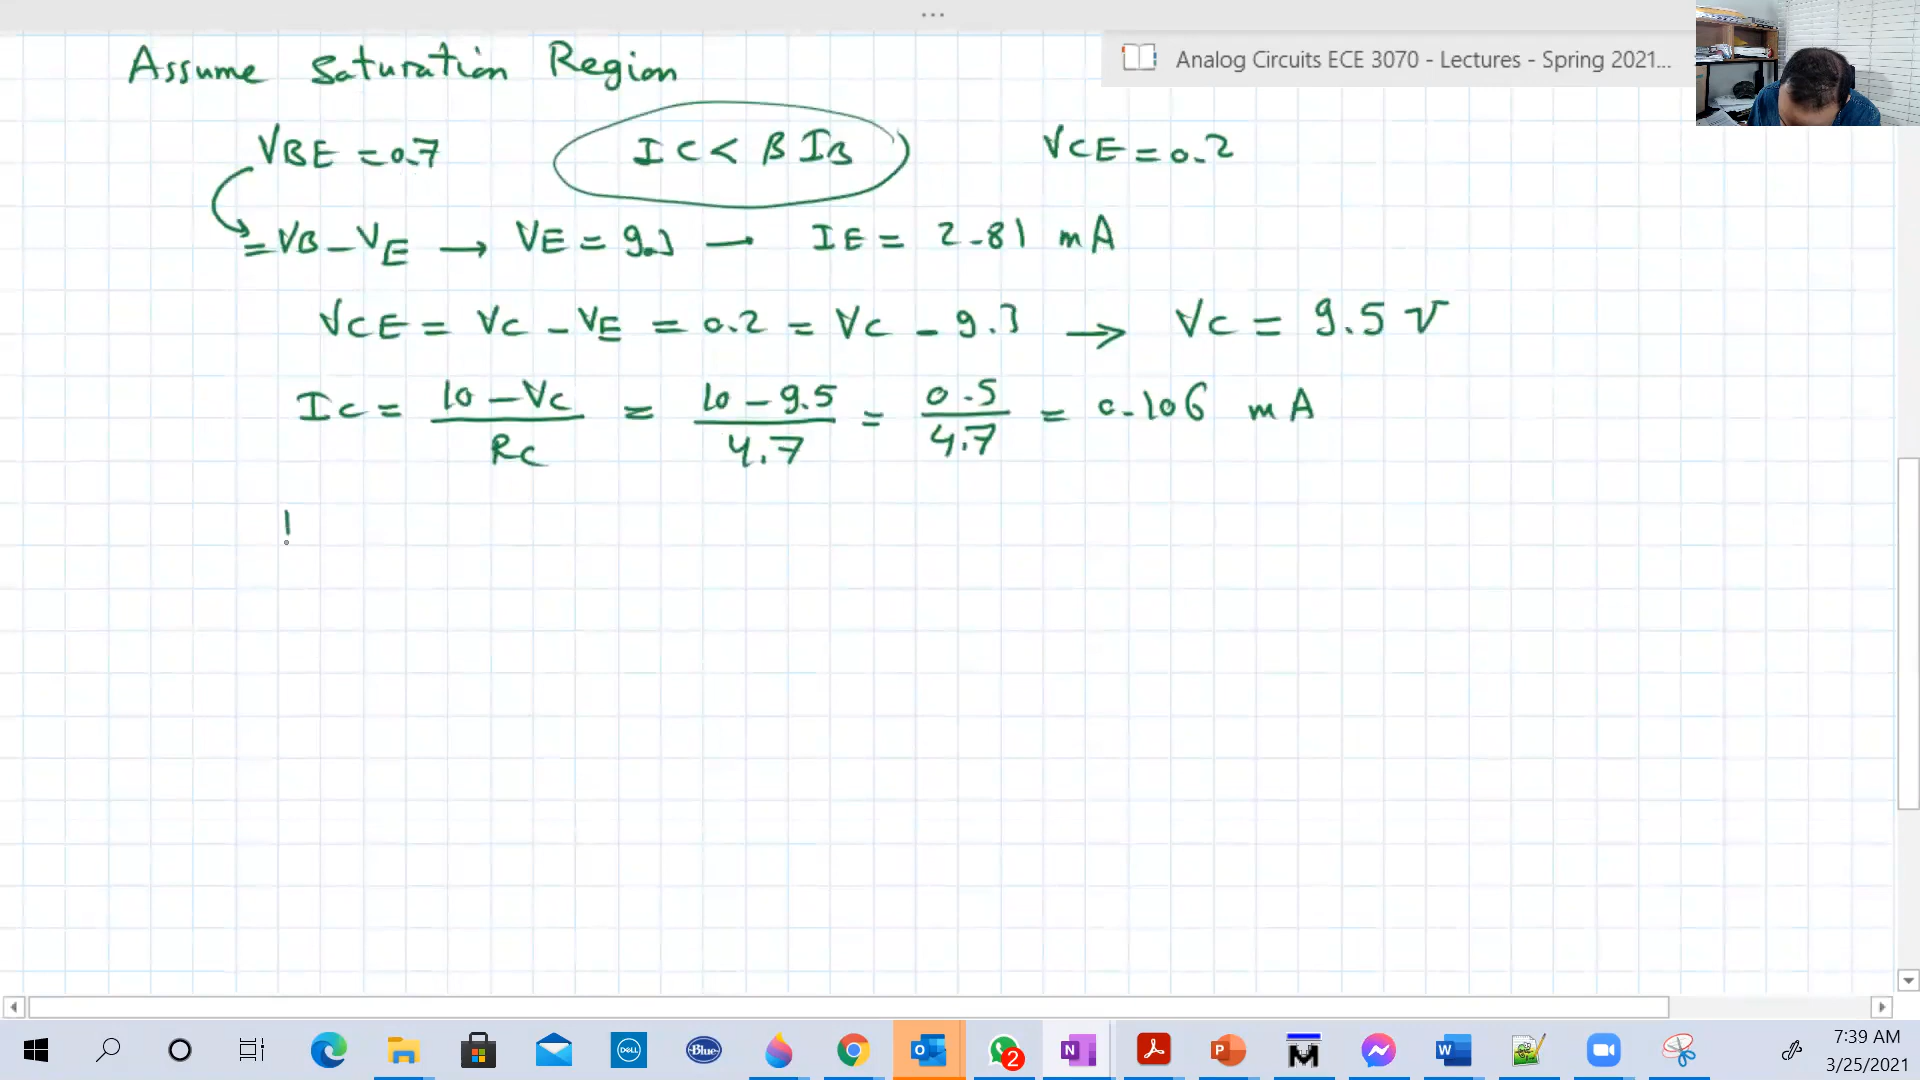 ...
Analog Circuits ECE 3070 - Lectures - Spring 2021...
Assume Saturation Region
VBE = 0.7 IC < β IB VCE = 0.2
= VB - VE → VE = 9.3 — IE = 2.81 mA
VCE = VC - VE = 0.2 = VC - 9.3 → VC = 9.5 V
IC = 10 - VC / RC = 10 - 9.5 / 4.7 = 0.5 / 4.7 = 0.106 mA
DELL
Blue
2
7:39 AM
3/25/2021